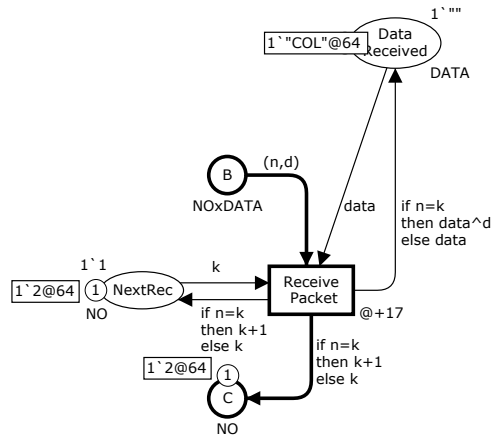 1`""
1`"COL"@64
Data
Received
DATA
(n,d)
B
NOxDATA
data
if n=k
then data^d
else data
1`1
k
1`2@64
1
NextRec
NO
Receive
Packet
@+17
if n=k
then k+1
else k
if n=k
then k+1
else k
1`2@64
1
C
NO